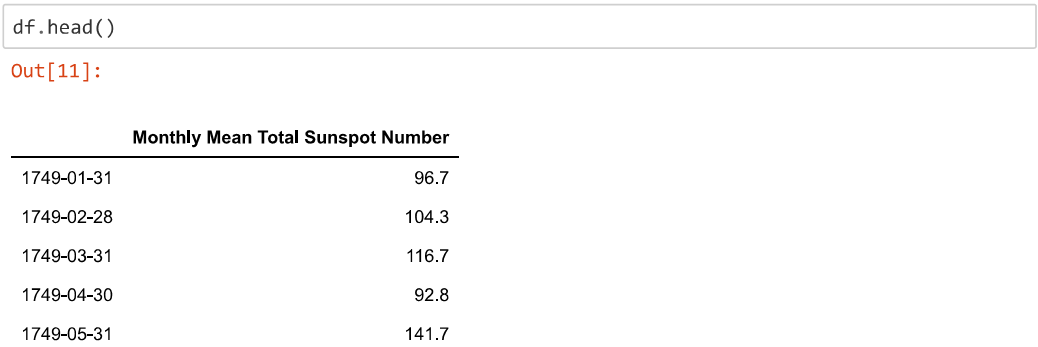 df.head()
Out[11]:
Monthly Mean Total Sunspot Number
1749-01-31 96.7
1749-02-28 104.3
1749-03-31 116.7
1749-04-30 92.8
1749-05-31 141.7